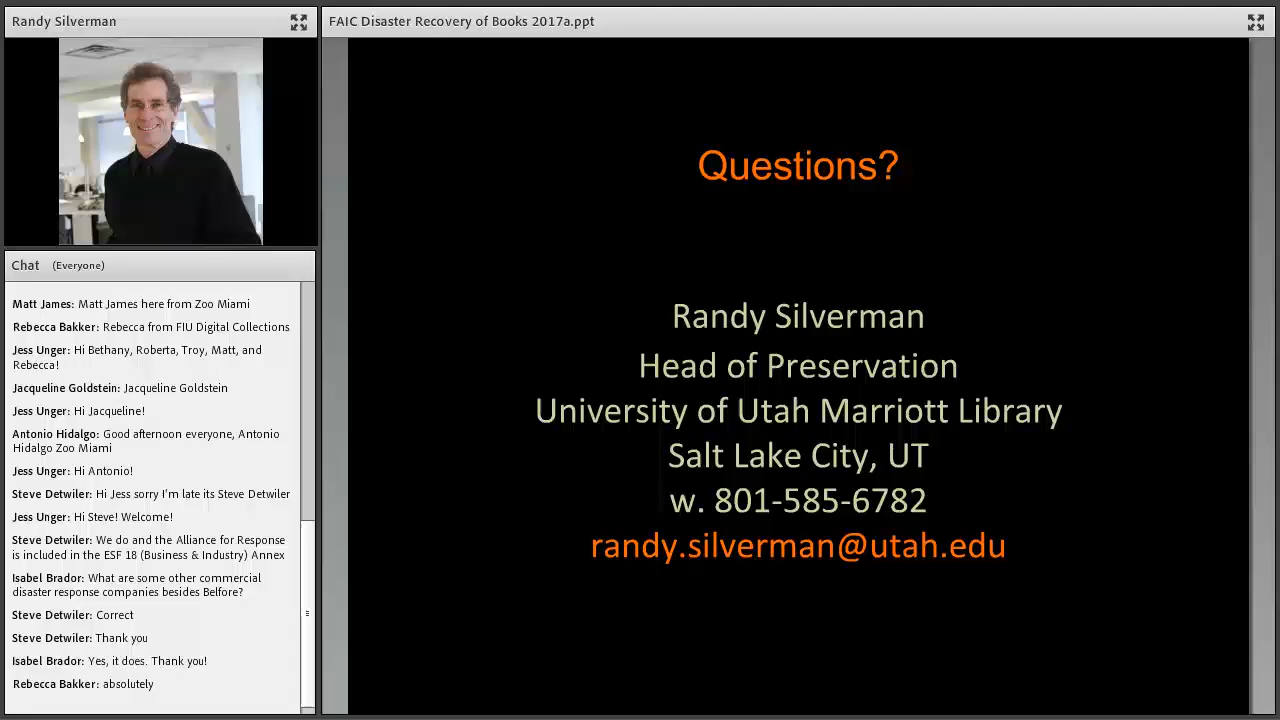 Randy Silverman
FAIC Disaster Recovery of Books 2017a.ppt
Chat (Everyone)
Matt James: Matt James here from Zoo Miami
Rebecca Bakker: Rebecca from FIU Digital Collections
Jess Unger: Hi Bethany, Roberta, Troy, Matt, and
Rebecca!
Jacqueline Goldstein: Jacqueline Goldstein
Jess Unger: Hi Jacqueline!
Antonio Hidalgo: Good afternoon everyone, Antonio
Hidalgo Zoo Miami
Jess Unger: Hi Antonio!
Steve Detwiler: Hi Jess sorry I'm late its Steve Detwiler
Jess Unger: Hi Steve! Welcome!
Steve Detwiler: We do and the Alliance for Response
is included in the ESF 18 (Business & Industry) Annex
Isabel Brador: What are some other commercial
disaster response companies besides Belfore?
Steve Detwiler: Correct
Steve Detwiler: Thank you
Isabel Brador: Yes, it does. Thank you!
Rebecca Bakker: absolutely
Questions?
Randy Silverman
Head of Preservation
University of Utah Marriott Library
Salt Lake City, UT
w. 801-585-6782
randy.silverman@utah.edu